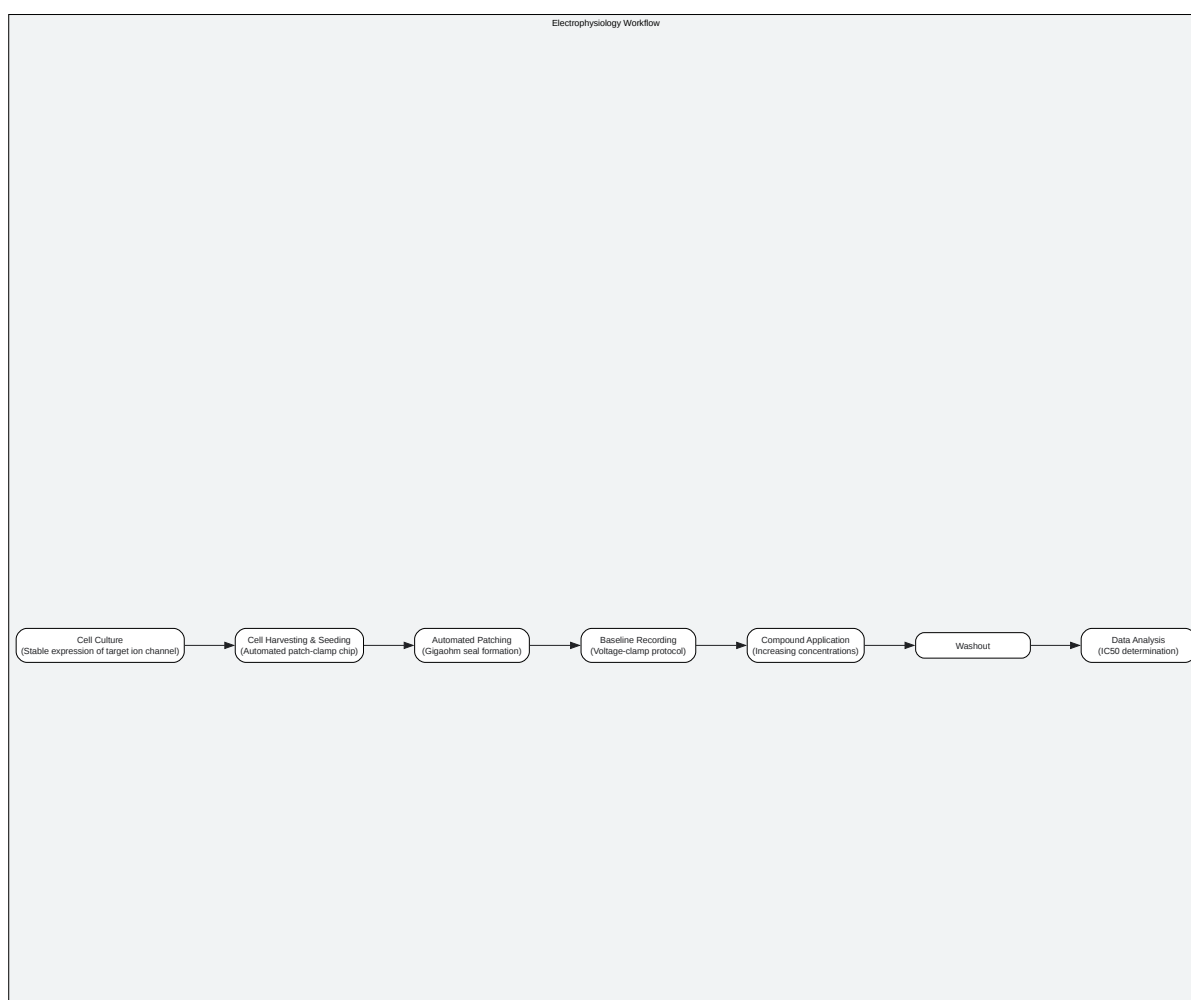 Electrophysiology Workflow
Cell Culture
(Stable expression of target ion channel)
Cell Harvesting & Seeding
(Automated patch-clamp chip)
Automated Patching
(Gigaohm seal formation)
Baseline Recording
(Voltage-clamp protocol)
Compound Application
(Increasing concentrations)
Washout
Data Analysis
(IC50 determination)